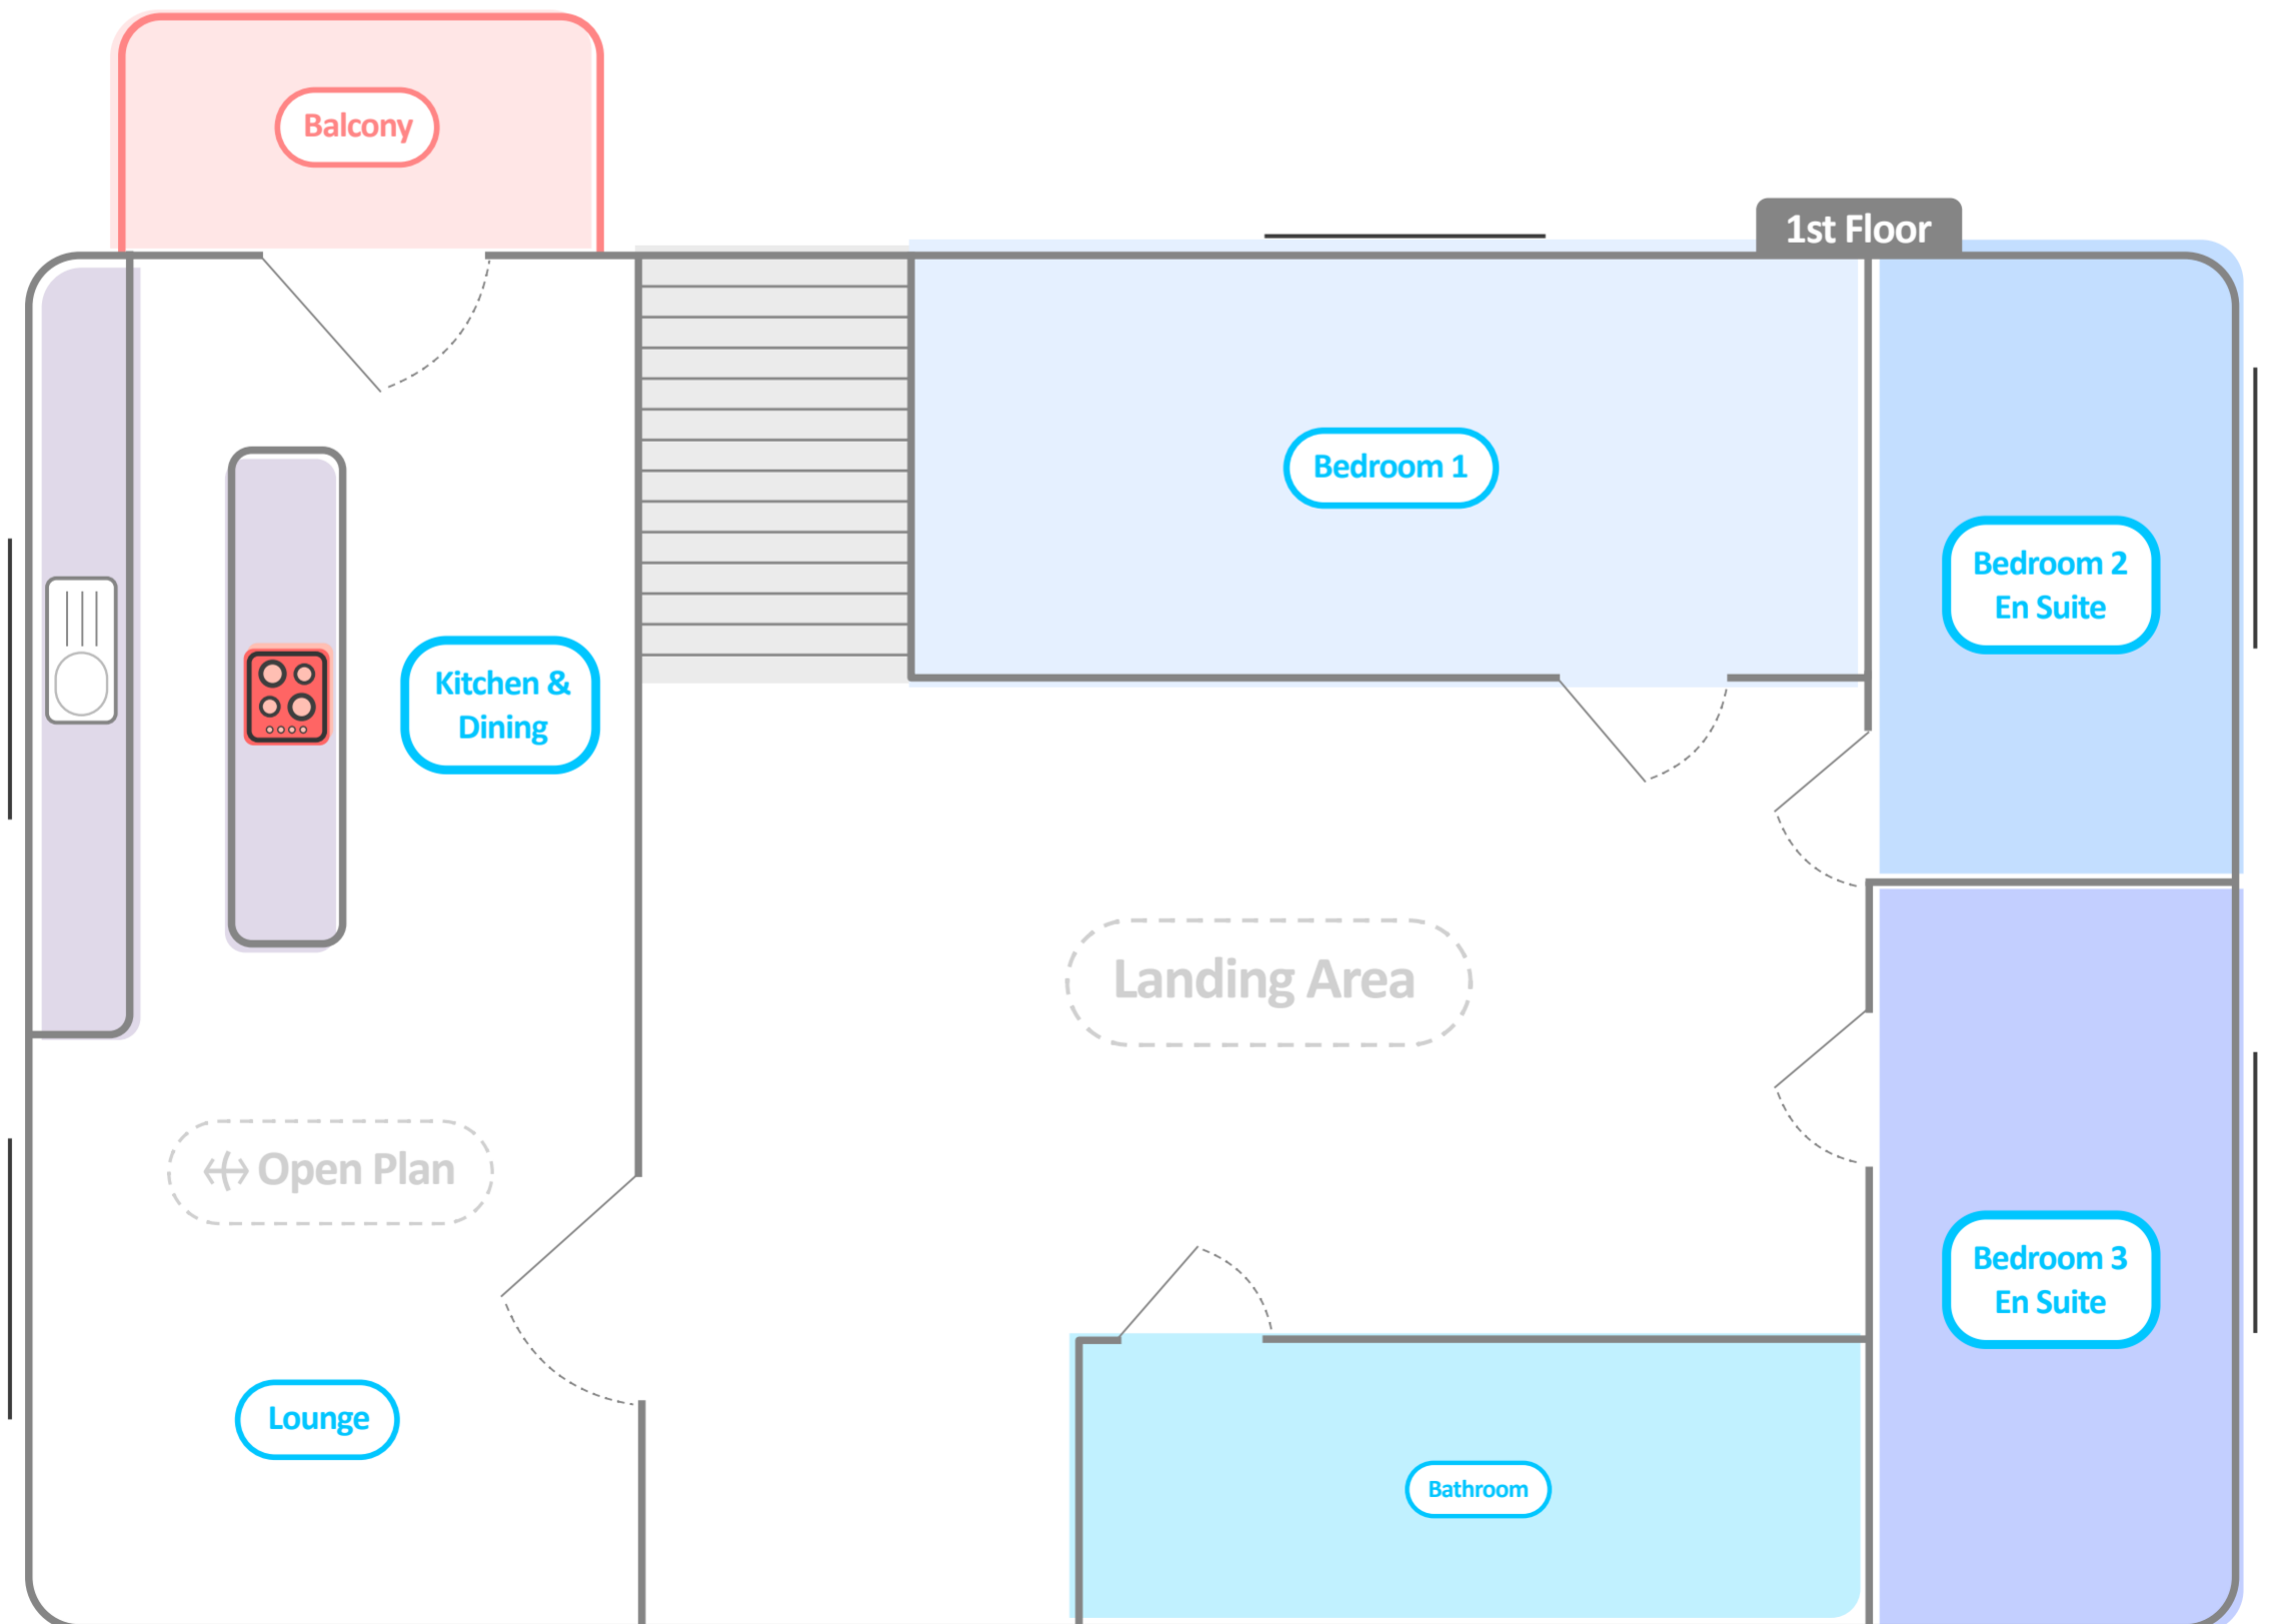 Balcony
1st Floor
Bedroom 1
Bedroom 2
En Suite
Kitchen &
Dining
Landing Area
Open Plan
Bedroom 3
En Suite
Lounge
Bathroom